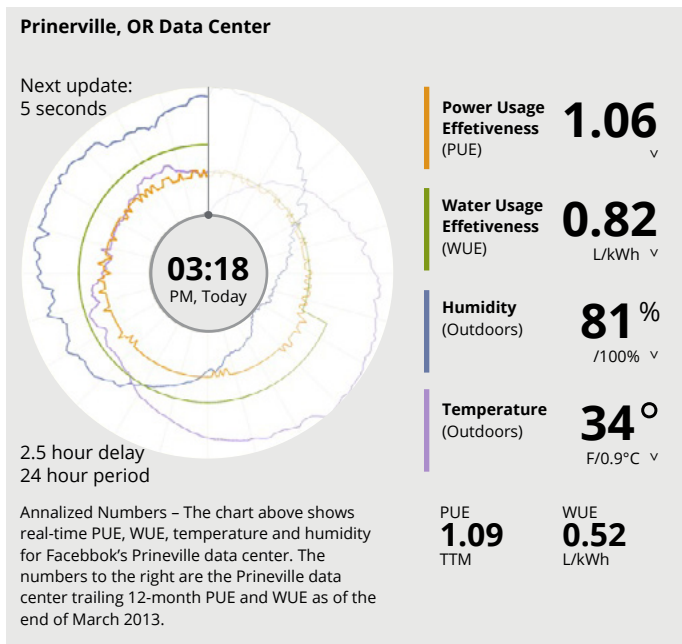 Prinerville, OR Data Center
Next update:
5 seconds
03:18
PM, Today
2.5 hour delay
24 hour period
Power Usage
Effetiveness
(PUE)
1.06
v
Water Usage
Effetiveness
(WUE)
0.82
L/kWh v
Humidity
(Outdoors)
81%
/100% v
Temperature
(Outdoors)
34°
F/0.9°C v
Annalized Numbers – The chart above shows
real-time PUE, WUE, temperature and humidity
for Facebbok's Prineville data center. The
numbers to the right are the Prineville data
center trailing 12-month PUE and WUE as of the
end of March 2013.
PUE
1.09
TTM
WUE
0.52
L/kWh